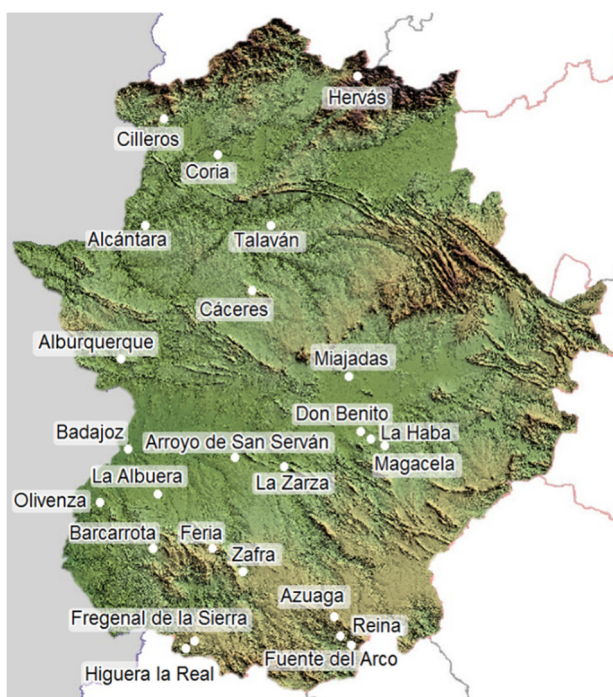 Hervás
Cilleros
Coria
Alcántara
Talaván
Cáceres
Alburquerque
Miajadas
Don Benito
Badajoz
La Haba
Arroyo de San Serván
Magacela
La Zarza
La Albuera
Olivenza
Barcarrota
Feria
Zafra
Azuaga
Fregenal de la Sierra
Reina
Fuente del Arco
Higuera la Real